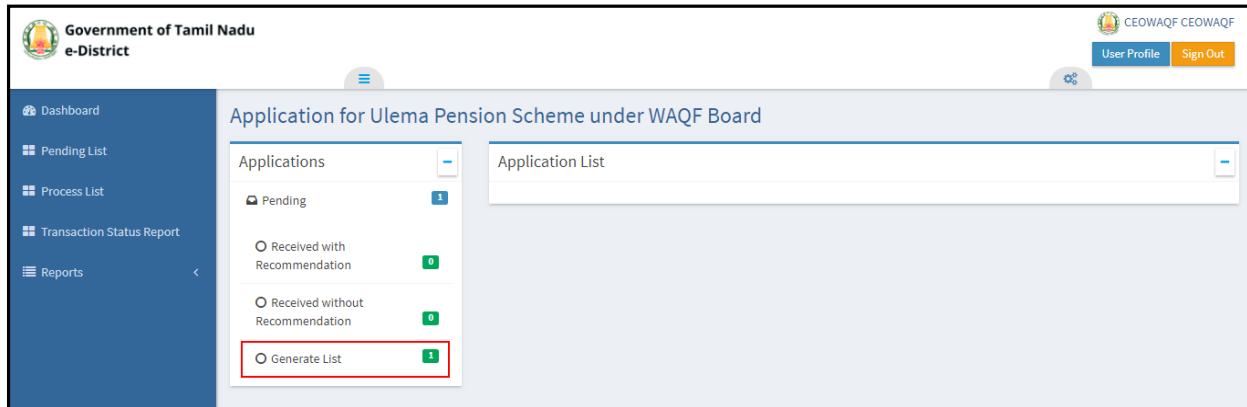 Government of Tamil Nadu
e-District
CEOWAQF CEOWAQF
User Profile
Sign Out
Dashboard
Pending List
Process List
Transaction Status Report
Reports
Application for Ulema Pension Scheme under WAQF Board
Applications
Pending 1
Received with
Recommendation 0
Received without
Recommendation 0
Generate List 1
Application List